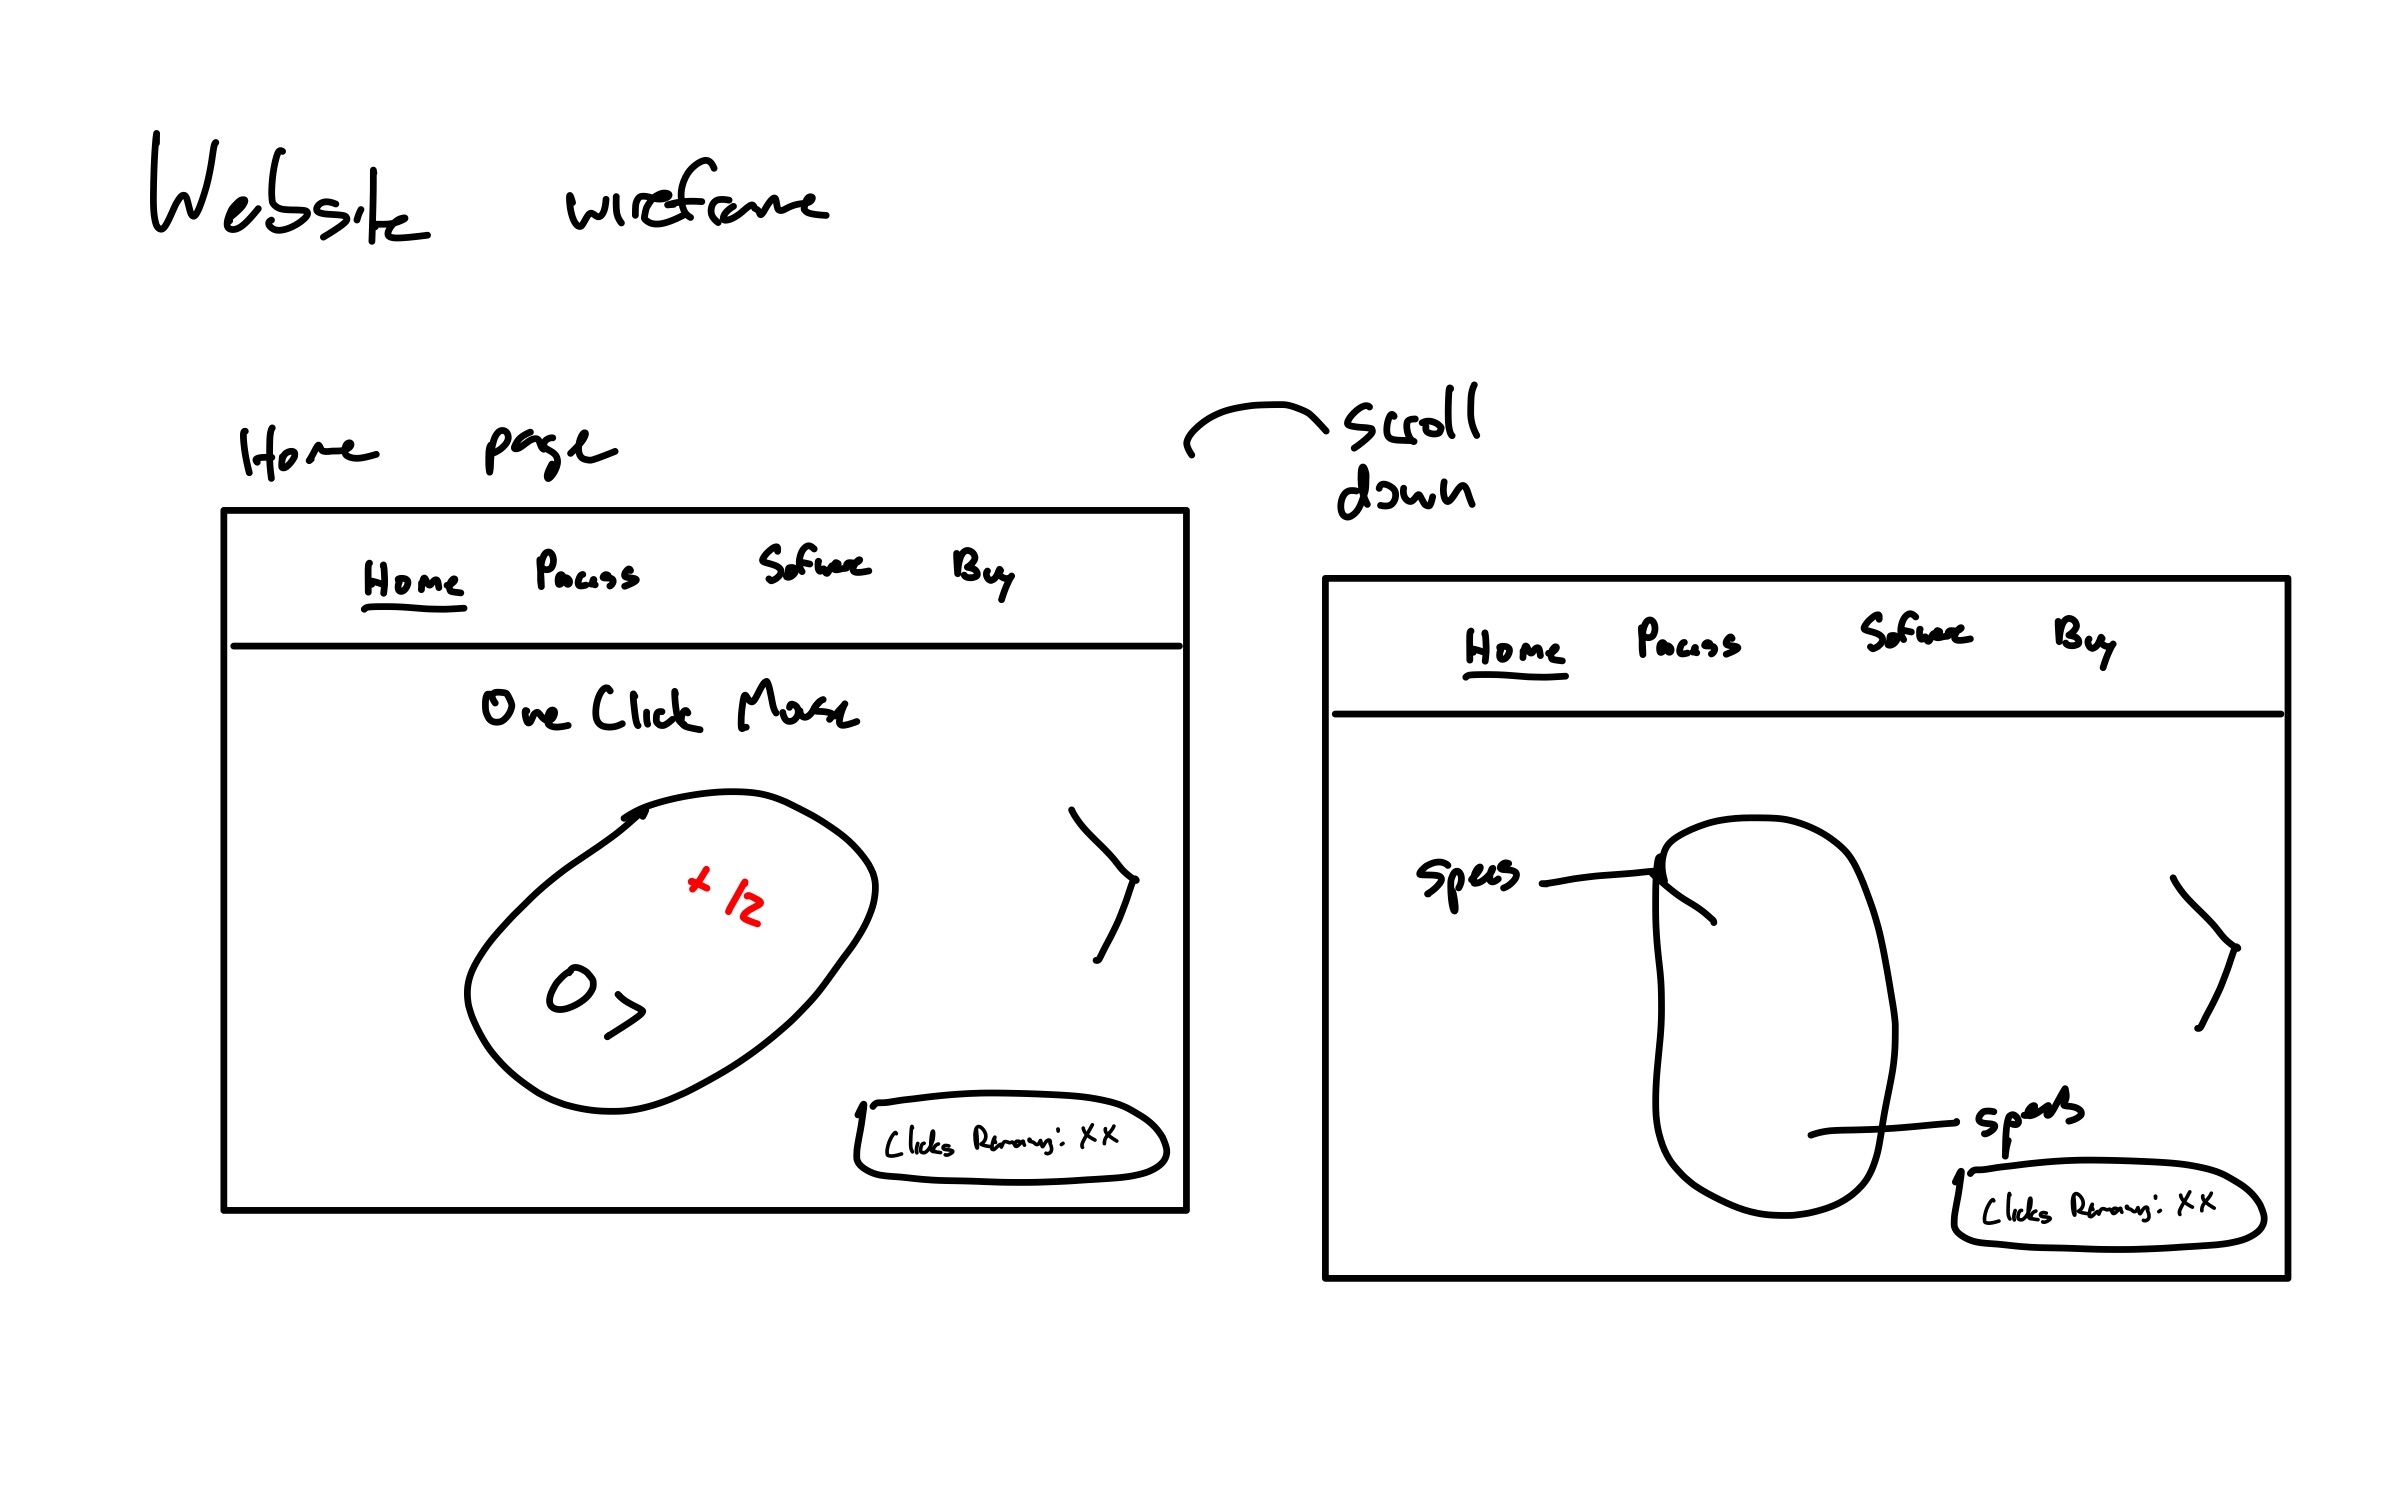 Website wireframe
Home page
Scroll
down
Home Process Software Buy
One Click Mouse
+/2
Clicks Remaining: XX
Home Process Software Buy
Specs
specs
Clicks Remaining: XX